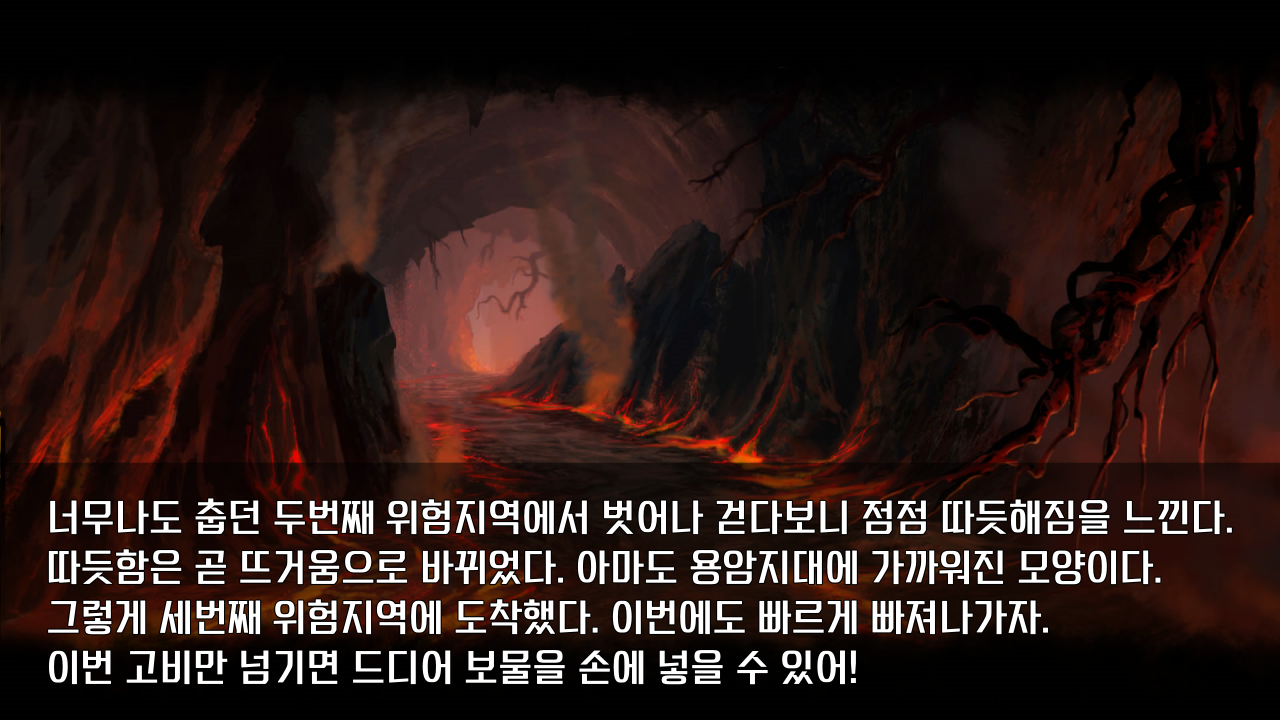 너무나도 춥던 두번째 위험지역에서 벗어나 걷다보니 점점 따듯해짐을 느낀다.
따듯함은 곧 뜨거움으로 바뀌었다. 아마도 용암지대에 가까워진 모양이다.
그렇게 세번째 위험지역에 도착했다. 이번에도 빠르게 빠져나가자.
이번 고비만 넘기면 드디어 보물을 손에 넣을 수 있어!